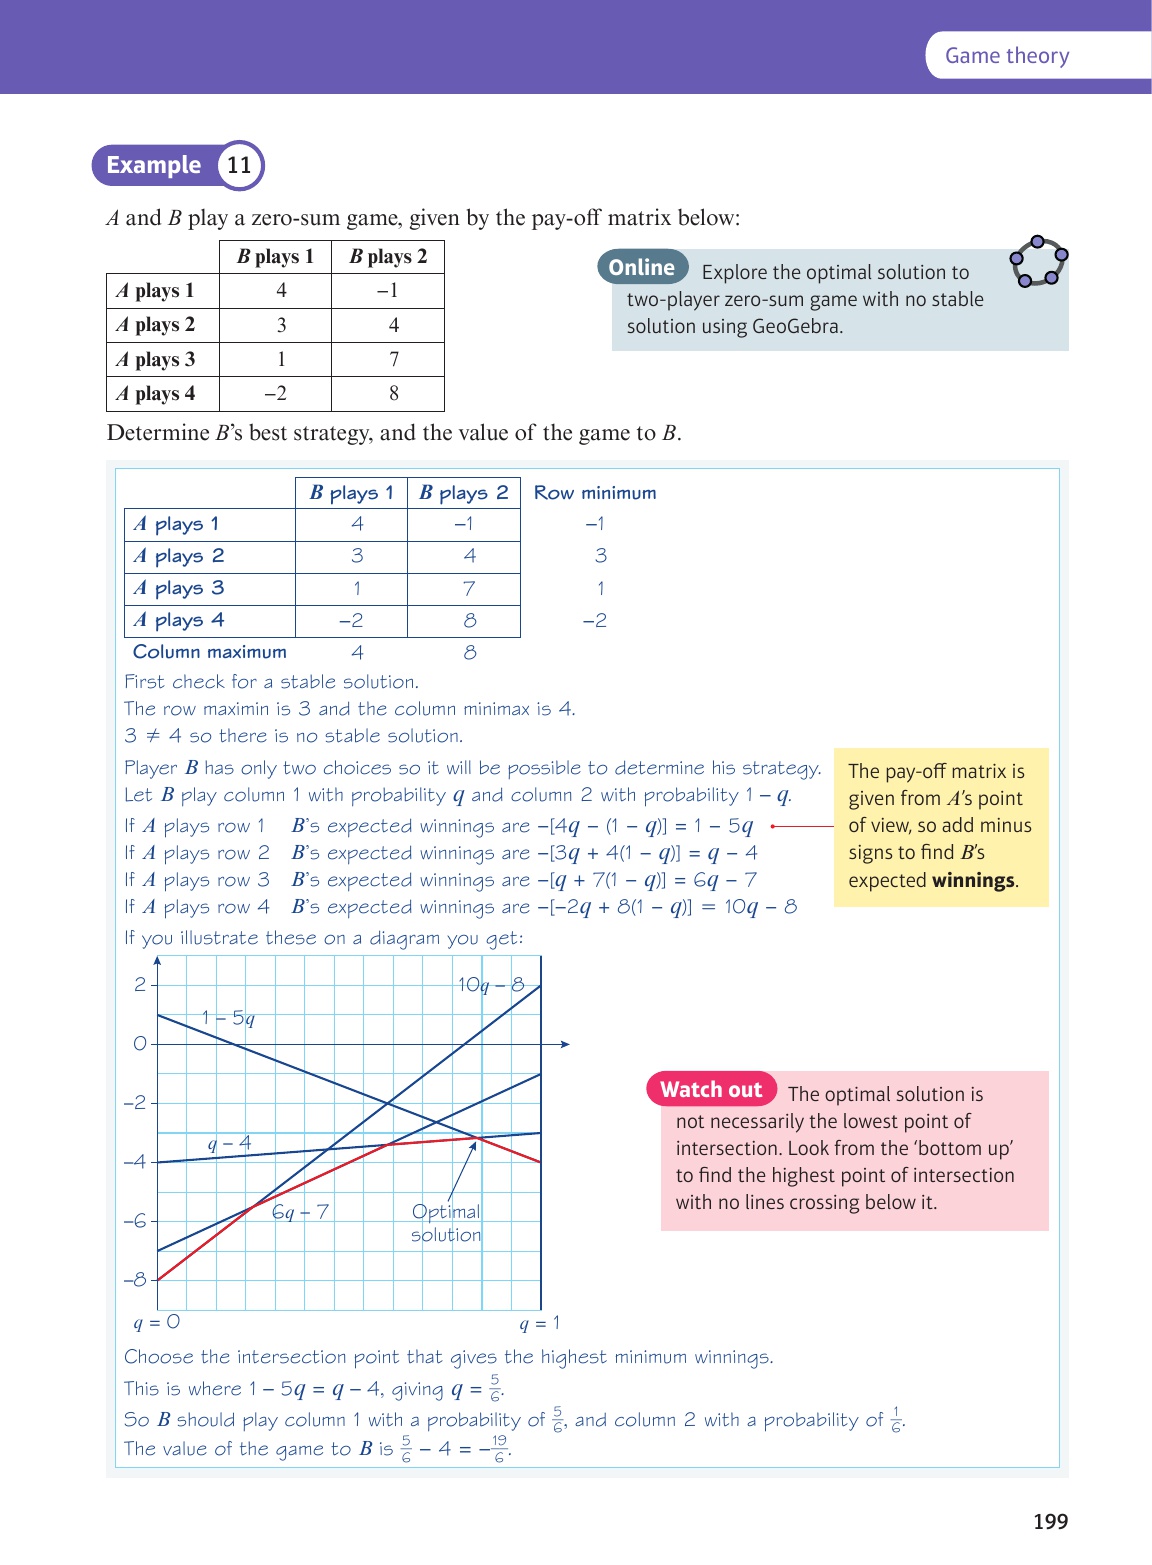 Game theory
Example 11
A and B play a zero-sum game, given by the pay-off matrix below:
B plays 1 B plays 2
A plays 1 4 −1
A plays 2 3 4
A plays 3 1 7
A plays 4 −2 8
Online Explore the optimal solution to
two-player zero-sum game with no stable
solution using GeoGebra.
Determine B’s best strategy, and the value of the game to B.
B plays 1 B plays 2 Row minimum
A plays 1 4 −1 −1
A plays 2 3 4 3
A plays 3 1 7 1
A plays 4 −2 8 −2
Column maximum 4 8
First check for a stable solution.
The row maximin is 3 and the column minimax is 4.
3 ≠ 4 so there is no stable solution.
Player B has only two choices so it will be possible to determine his strategy.
Let B play column 1 with probability q and column 2 with probability 1 − q.
If A plays row 1 B’s expected winnings are −[4q − (1 − q)] = 1 − 5q
If A plays row 2 B’s expected winnings are −[3q + 4(1 − q)] = q − 4
If A plays row 3 B’s expected winnings are −[q + 7(1 − q)] = 6q − 7
If A plays row 4 B’s expected winnings are −[−2q + 8(1 − q)] = 10q − 8
The pay-off matrix is
given from A’s point
of view, so add minus
signs to find B’s
expected winnings.
If you illustrate these on a diagram you get:
2
0
−2
−4
−6
−8
10q − 8
1 − 5q
q − 4
6q − 7
Optimal
solution
q = 0
q = 1
Watch out The optimal solution is
not necessarily the lowest point of
intersection. Look from the ‘bottom up’
to find the highest point of intersection
with no lines crossing below it.
Choose the intersection point that gives the highest minimum winnings.
This is where 1 − 5q = q − 4, giving q = 5/6.
So B should play column 1 with a probability of 5/6, and column 2 with a probability of 1/6.
The value of the game to B is 5/6 − 4 = −19/6.
199